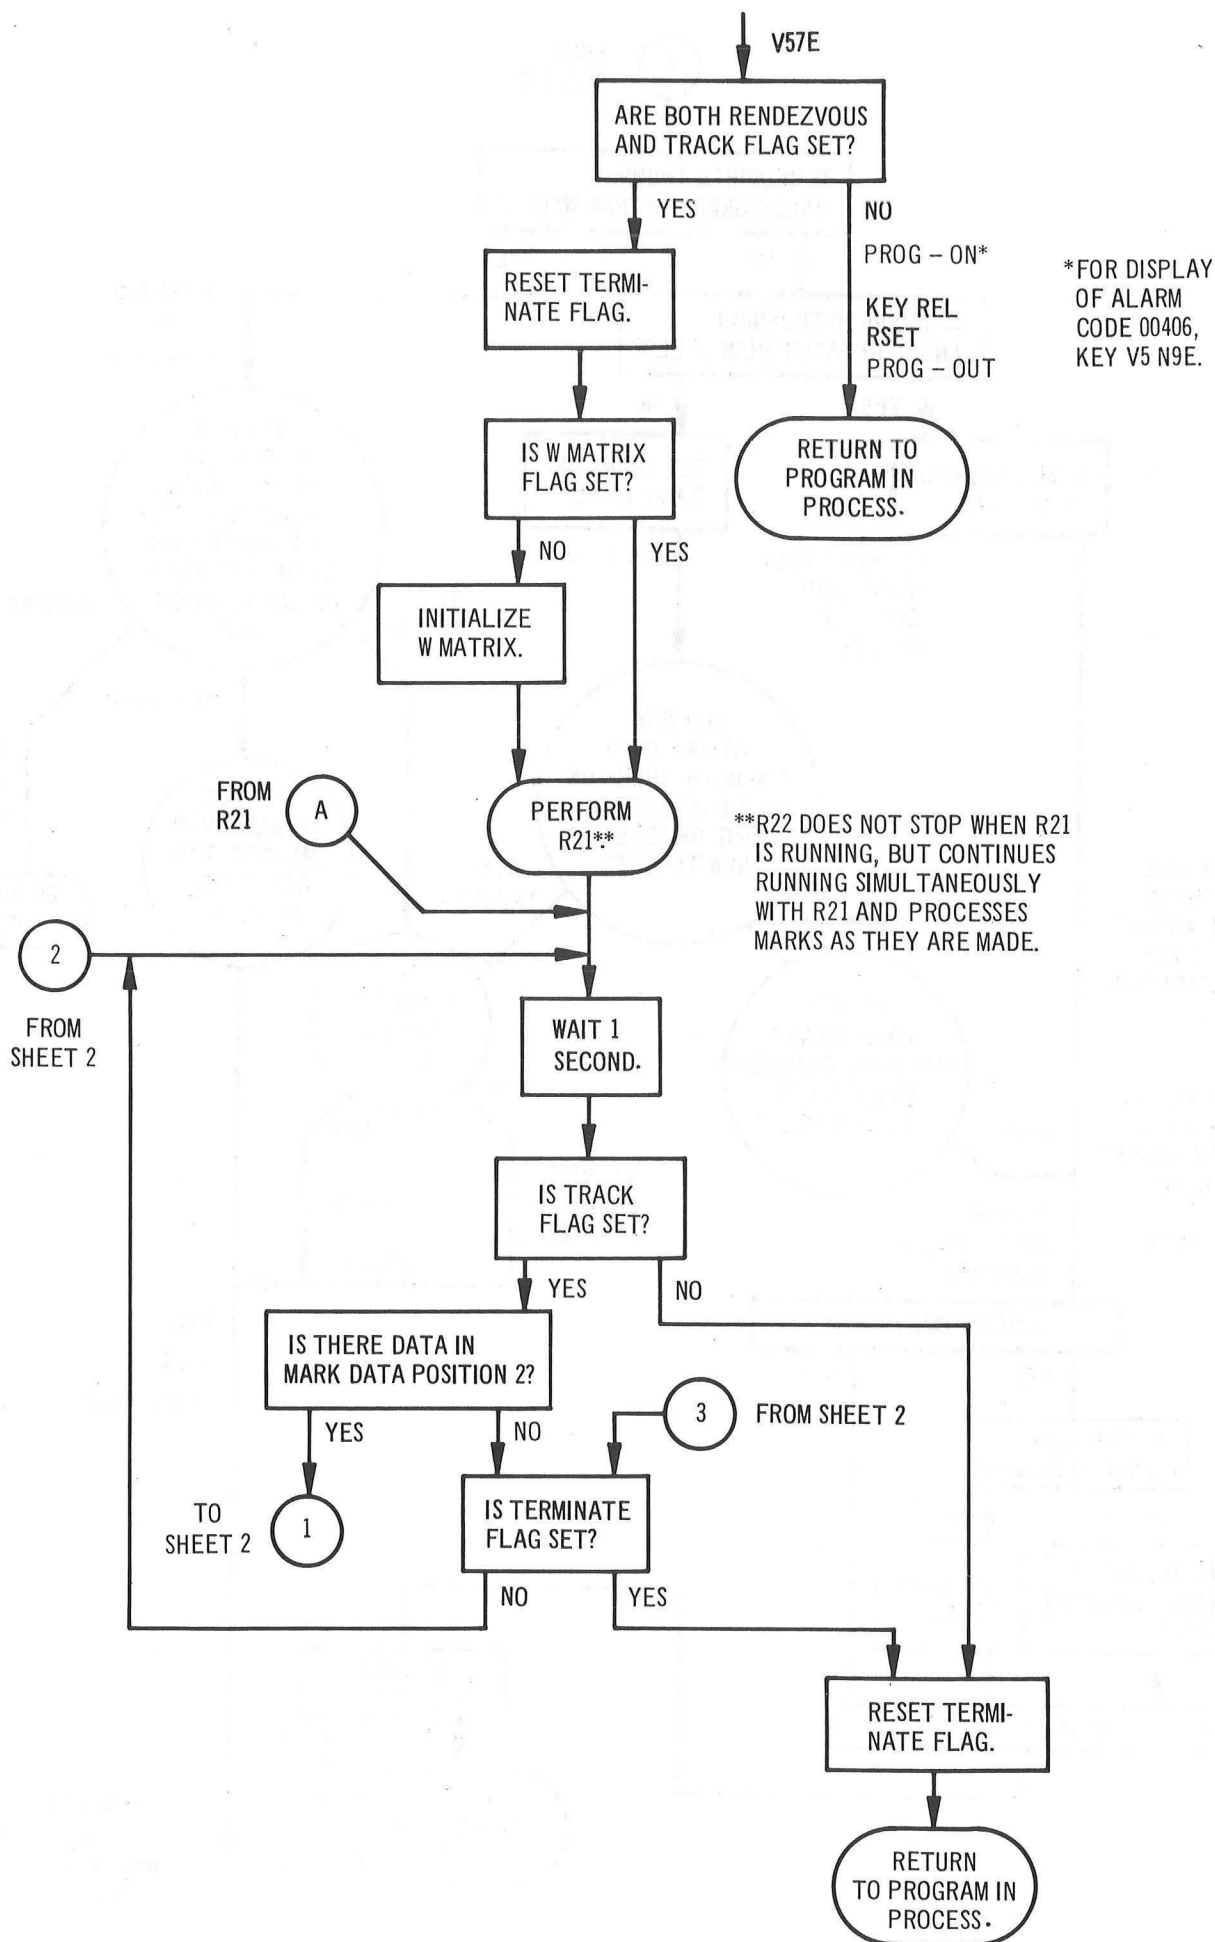 V57E
ARE BOTH RENDEZVOUS
AND TRACK FLAG SET?
YES
NO
RESET TERMI-
NATE FLAG.
PROG – ON*
KEY REL
RSET
PROG – OUT
*FOR DISPLAY
OF ALARM
CODE 00406,
KEY V5 N9E.
IS W MATRIX
FLAG SET?
RETURN TO
PROGRAM IN
PROCESS.
NO
YES
INITIALIZE
W MATRIX.
FROM
R21
A
PERFORM
R21**.
**R22 DOES NOT STOP WHEN R21
IS RUNNING, BUT CONTINUES
RUNNING SIMULTANEOUSLY
WITH R21 AND PROCESSES
MARKS AS THEY ARE MADE.
2
FROM
SHEET 2
WAIT 1
SECOND.
IS TRACK
FLAG SET?
YES
NO
IS THERE DATA IN
MARK DATA POSITION 2?
3
FROM SHEET 2
YES
NO
TO
SHEET 2
1
IS TERMINATE
FLAG SET?
NO
YES
RESET TERMI-
NATE FLAG.
RETURN
TO PROGRAM IN
PROCESS.